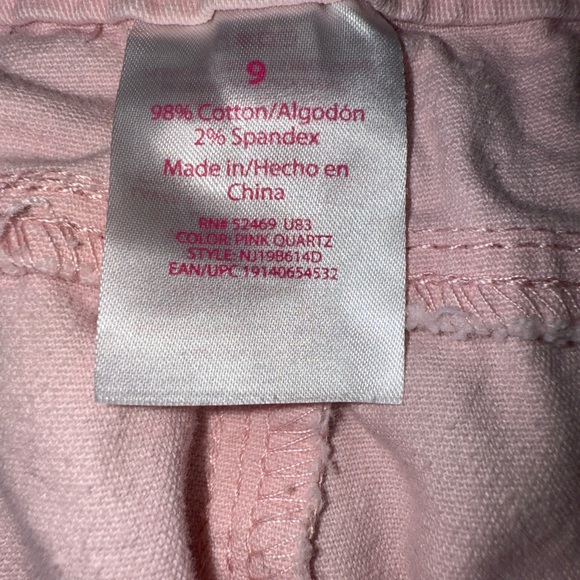 9
98% Cotton/Algodón
2% Spandex
Made in/Hecho en
China
RN# 52469 U83
COLOR: PINK QUARTZ
STYLE: NJ19B614D
EAN/UPC 19140654532